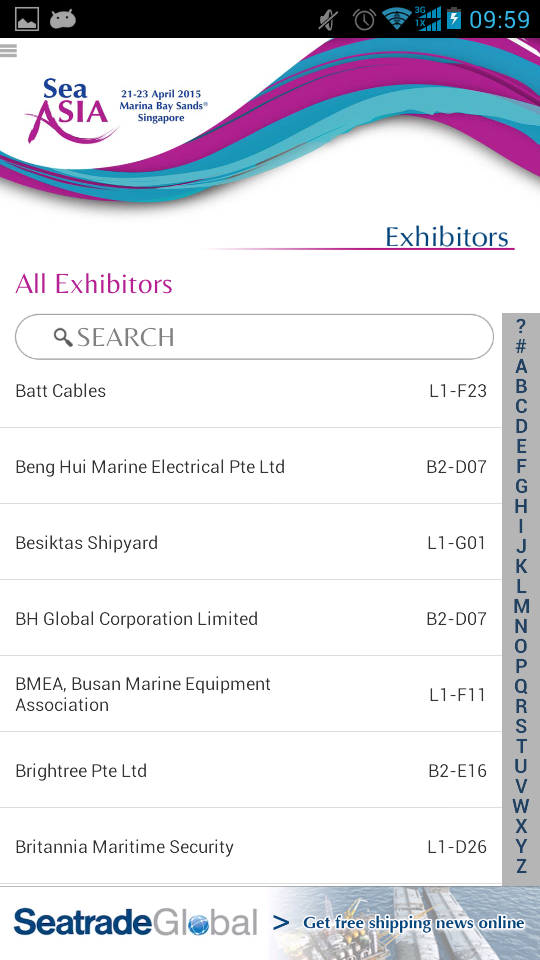 3G
1X
09:59
Sea
ASIA
21-23 April 2015
Marina Bay Sands®
Singapore
Exhibitors
All Exhibitors
SEARCH
Batt Cables L1-F23
Beng Hui Marine Electrical Pte Ltd B2-D07
Besiktas Shipyard L1-G01
BH Global Corporation Limited B2-D07
BMEA, Busan Marine Equipment
Association L1-F11
Brightree Pte Ltd B2-E16
Britannia Maritime Security L1-D26
?
#
A
B
C
D
E
F
G
H
I
J
K
L
M
N
O
P
Q
R
S
T
U
V
W
X
Y
Z
SeatradeGlobal > Get free shipping news online